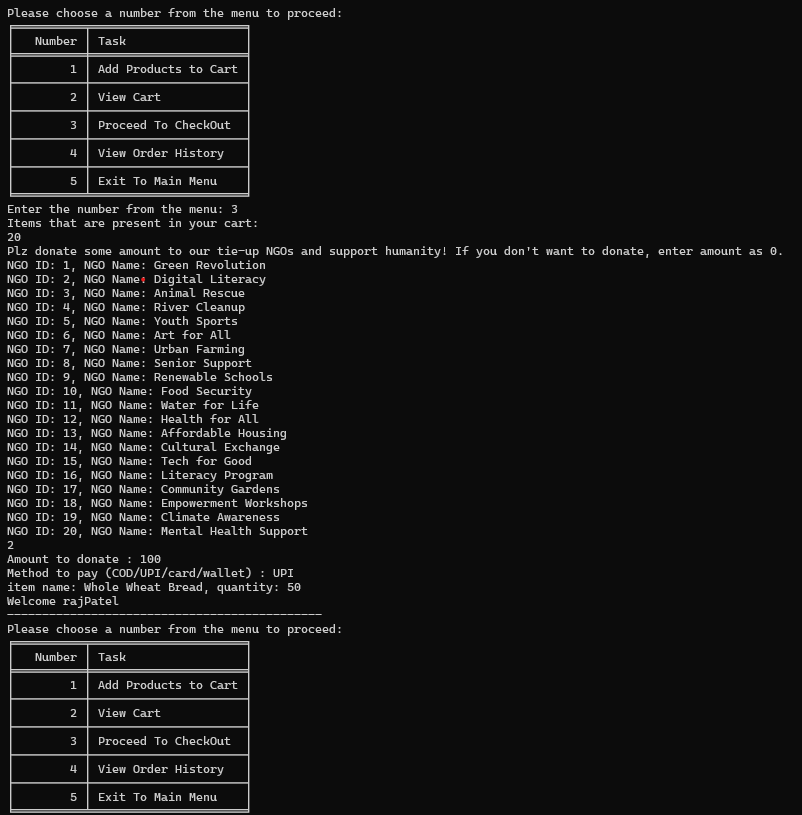 Please choose a number from the menu to proceed:
Number Task
1 Add Products to Cart
2 View Cart
3 Proceed To CheckOut
4 View Order History
5 Exit To Main Menu
Enter the number from the menu: 3
Items that are present in your cart:
20
Plz donate some amount to our tie-up NGOs and support humanity! If you don't want to donate, enter amount as 0.
NGO ID: 1, NGO Name: Green Revolution
NGO ID: 2, NGO Name: Digital Literacy
NGO ID: 3, NGO Name: Animal Rescue
NGO ID: 4, NGO Name: River Cleanup
NGO ID: 5, NGO Name: Youth Sports
NGO ID: 6, NGO Name: Art for All
NGO ID: 7, NGO Name: Urban Farming
NGO ID: 8, NGO Name: Senior Support
NGO ID: 9, NGO Name: Renewable Schools
NGO ID: 10, NGO Name: Food Security
NGO ID: 11, NGO Name: Water for Life
NGO ID: 12, NGO Name: Health for All
NGO ID: 13, NGO Name: Affordable Housing
NGO ID: 14, NGO Name: Cultural Exchange
NGO ID: 15, NGO Name: Tech for Good
NGO ID: 16, NGO Name: Literacy Program
NGO ID: 17, NGO Name: Community Gardens
NGO ID: 18, NGO Name: Empowerment Workshops
NGO ID: 19, NGO Name: Climate Awareness
NGO ID: 20, NGO Name: Mental Health Support
2
Amount to donate : 100
Method to pay (COD/UPI/card/wallet) : UPI
item name: Whole Wheat Bread, quantity: 50
Welcome rajPatel
---------------------------------------------
Please choose a number from the menu to proceed:
Number Task
1 Add Products to Cart
2 View Cart
3 Proceed To CheckOut
4 View Order History
5 Exit To Main Menu